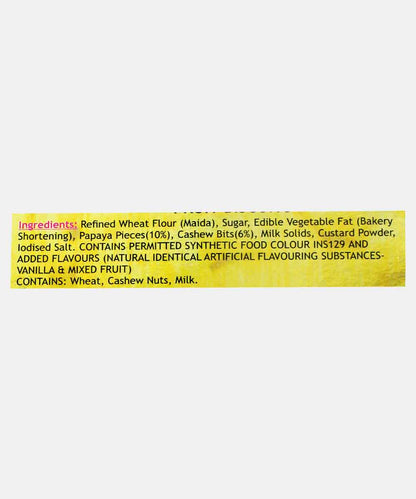 Ingredients: Refined Wheat Flour (Maida), Sugar, Edible Vegetable Fat (Bakery
Shortening), Papaya Pieces(10%), Cashew Bits(6%), Milk Solids, Custard Powder,
Iodised Salt. CONTAINS PERMITTED SYNTHETIC FOOD COLOUR INS129 AND
ADDED FLAVOURS (NATURAL IDENTICAL ARTIFICIAL FLAVOURING SUBSTANCES-
VANILLA & MIXED FRUIT)
CONTAINS: Wheat, Cashew Nuts, Milk.